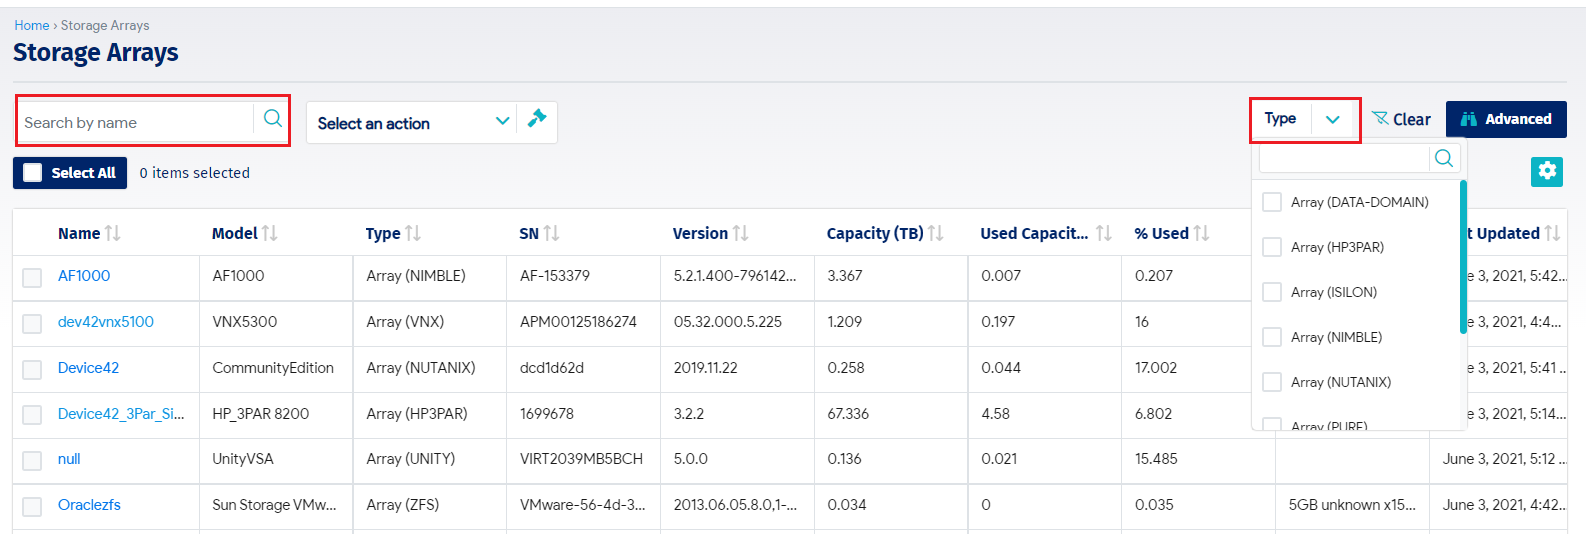 Home › Storage Arrays
Storage Arrays
Search by name
Select an action
Type
Clear
Advanced
Select All
0 items selected
Array (DATA-DOMAIN)
Array (HP3PAR)
Array (ISILON)
Array (NIMBLE)
Array (NUTANIX)
Array (PURE)
Name Model Type SN Version Capacity (TB) Used Capacit... % Used t Updated
AF1000 AF1000 Array (NIMBLE) AF-153379 5.2.1.400-796142... 3.367 0.007 0.207 e 3, 2021, 5:42...
dev42vnx5100 VNX5300 Array (VNX) APM00125186274 05.32.000.5.225 1.209 0.197 16 e 3, 2021, 4:4...
Device42 CommunityEdition Array (NUTANIX) dcd1d62d 2019.11.22 0.258 0.044 17.002 e 3, 2021, 5:41 ...
Device42_3Par_Si... HP_3PAR 8200 Array (HP3PAR) 1699678 3.2.2 67.336 4.58 6.802 e 3, 2021, 5:14...
null UnityVSA Array (UNITY) VIRT2039MB5BCH 5.0.0 0.136 0.021 15.485 June 3, 2021, 5:12 ...
Oraclezfs Sun Storage VMw... Array (ZFS) VMware-56-4d-3... 2013.06.05.8.0,1-... 0.034 0 0.035 5GB unknown x15... June 3, 2021, 4:42...